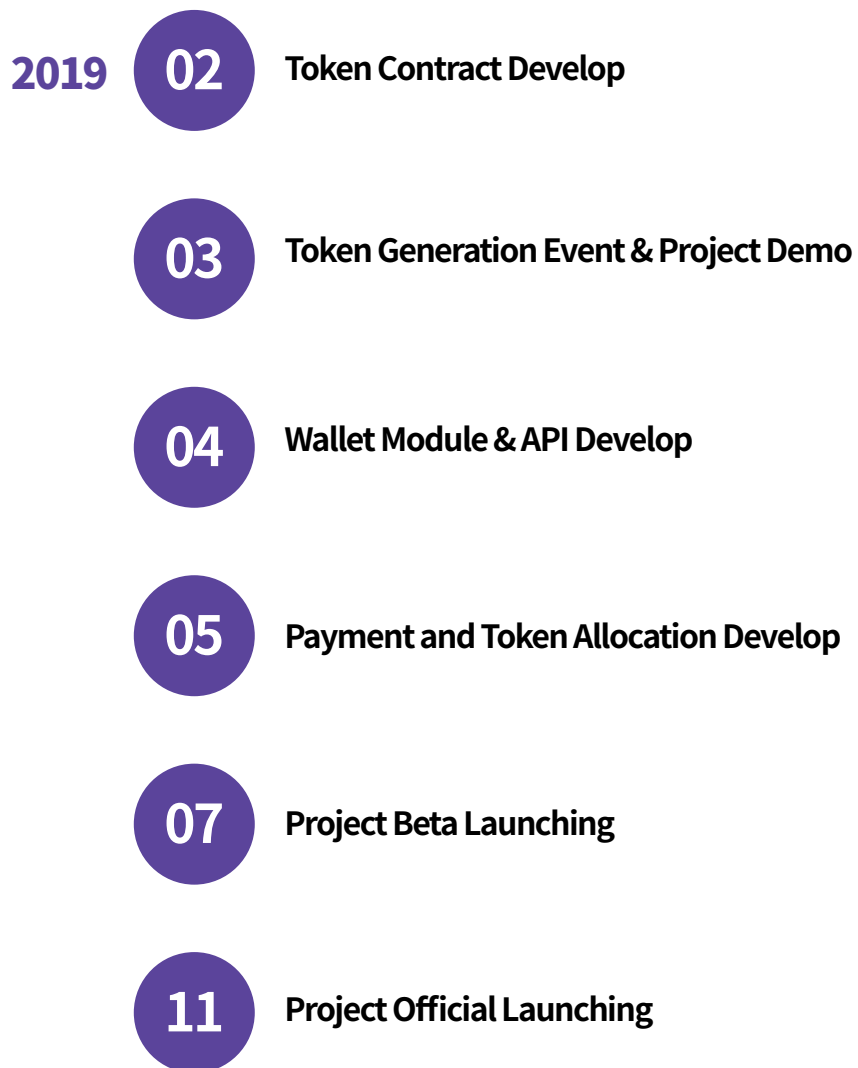 2019 02 Token Contract Develop
03 Token Generation Event & Project Demo
04 Wallet Module & API Develop
05 Payment and Token Allocation Develop
07 Project Beta Launching
11 Project Official Launching